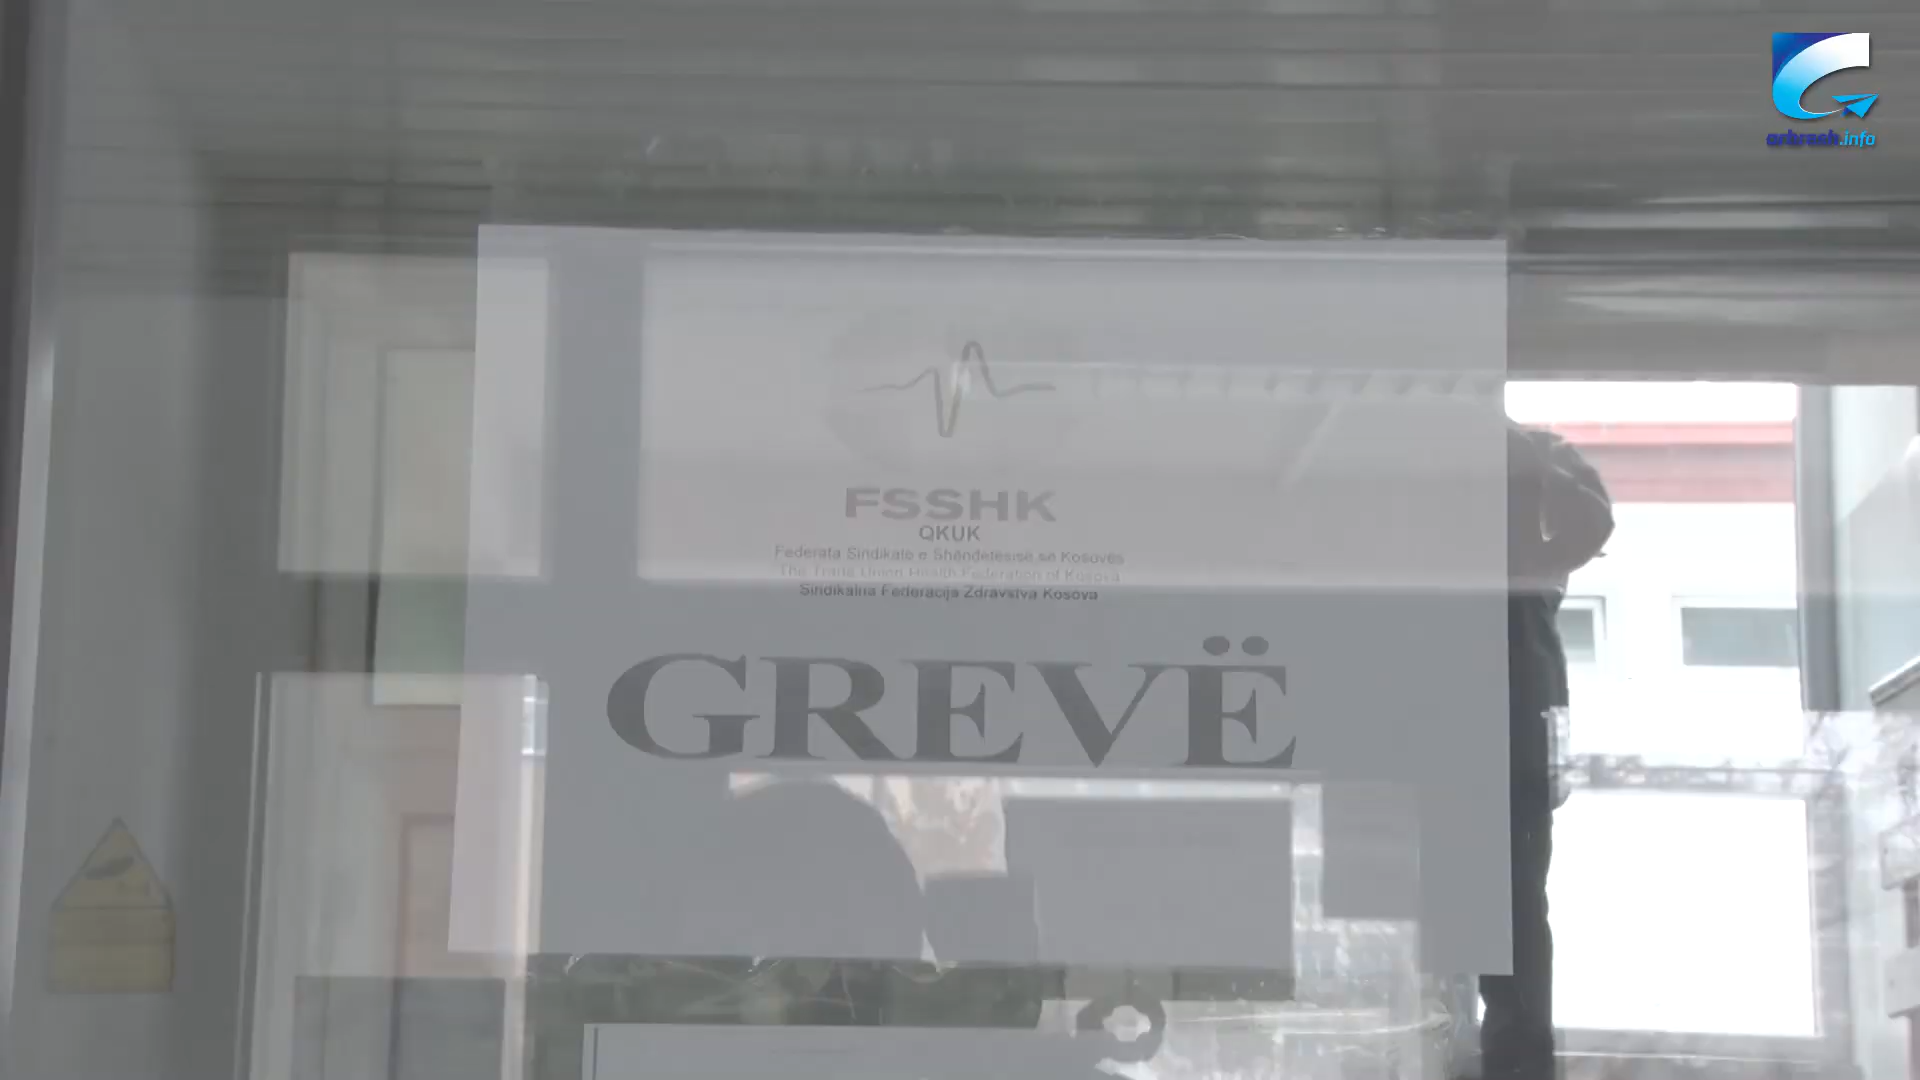 arbresh.info
FSSHK
QKUK
Federata Sindikale e Shëndetësisë së Kosovës
The Trade Union Health Federation of Kosova
Sindikalna Federacija Zdravstva Kosova
GREVË